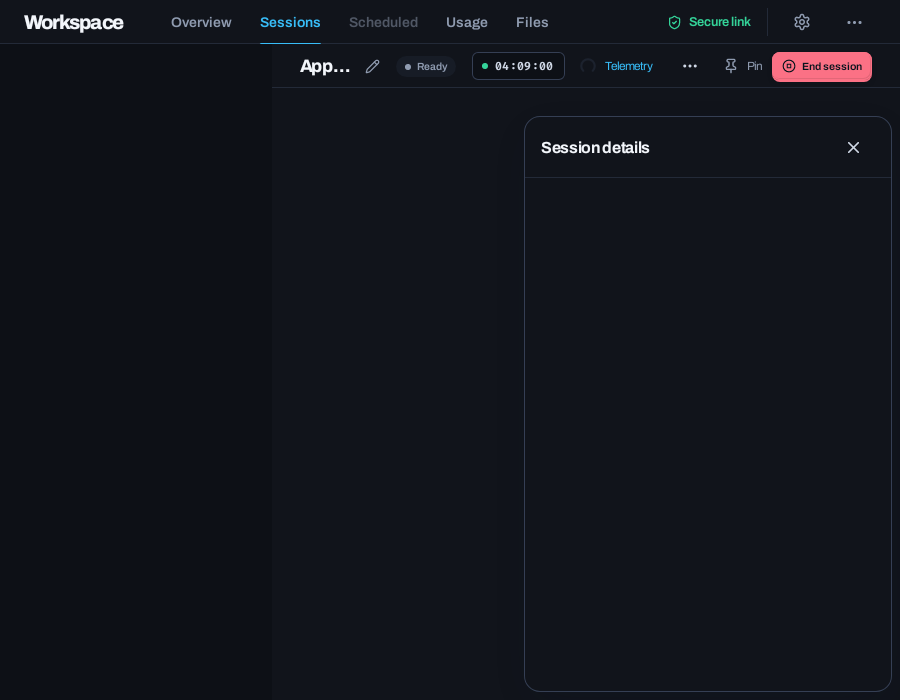 Workspace Overview Sessions Scheduled Usage Files Secure link
App... Ready 04:09:00 Telemetry Pin End session
Session details